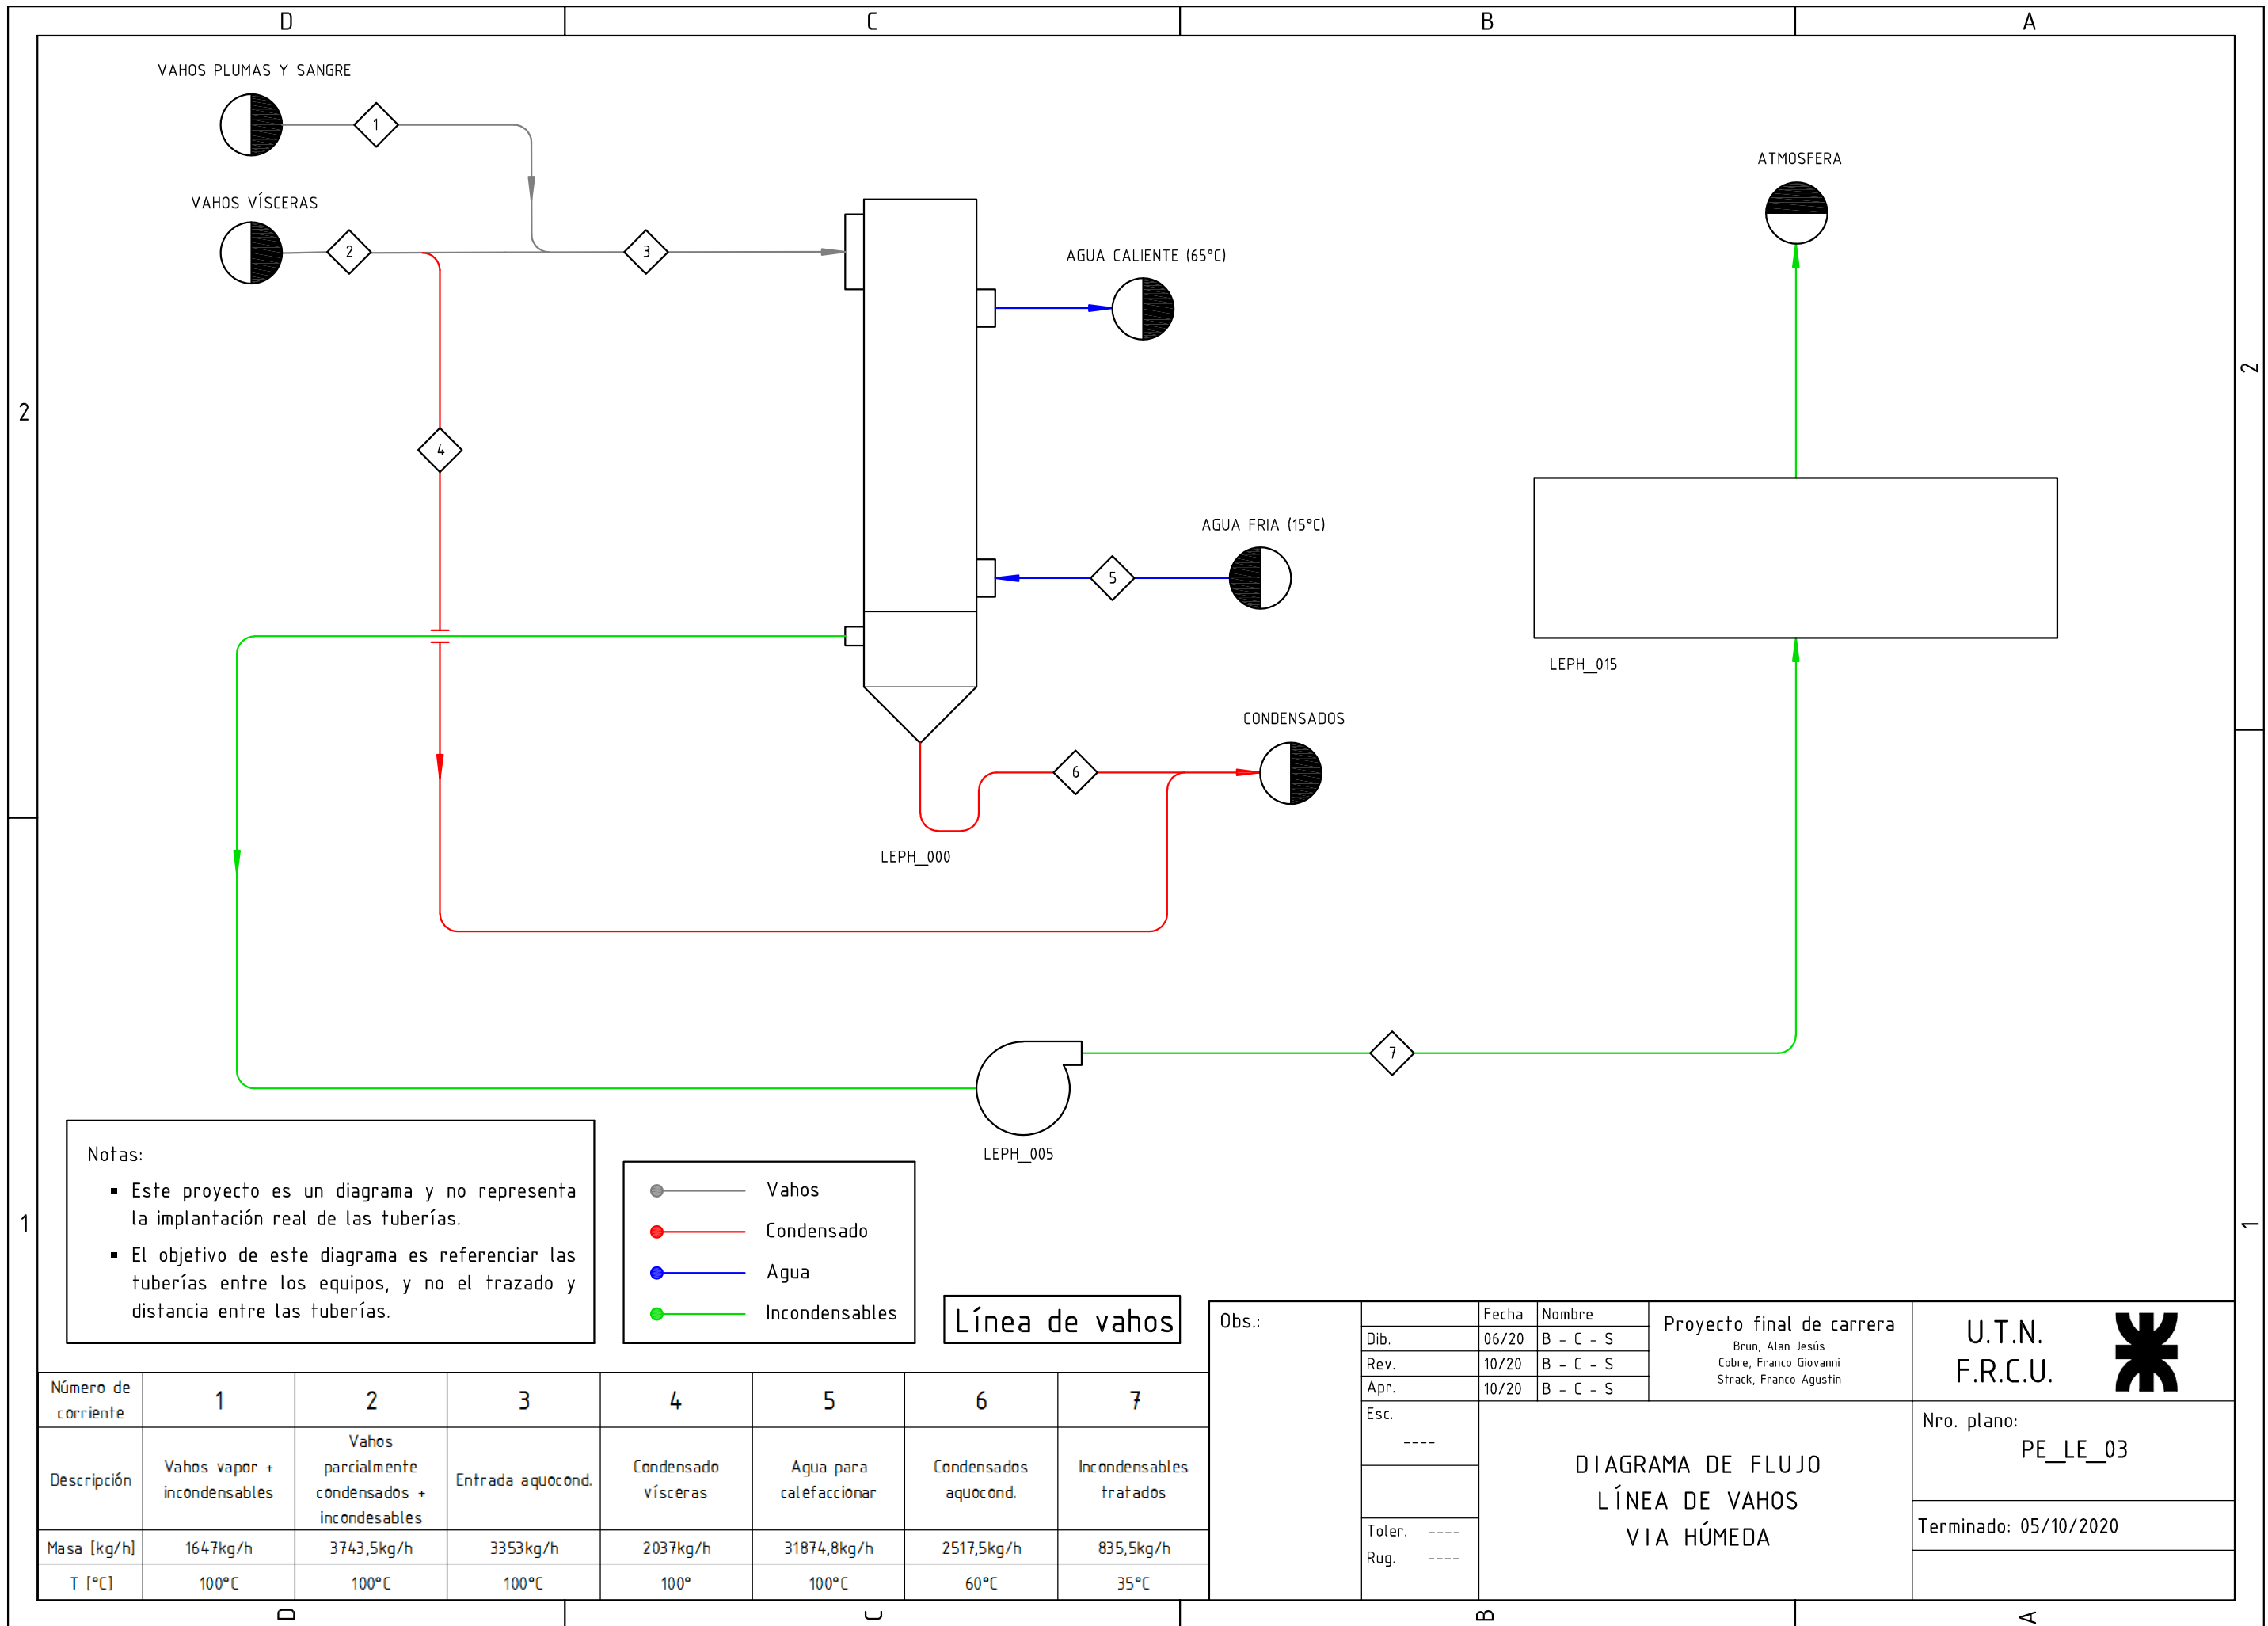 D
C
B
A
VAHOS PLUMAS Y SANGRE
1
ATMOSFERA
VAHOS VÍSCERAS
2
3
AGUA CALIENTE (65°C)
2
2
4
AGUA FRIA (15°C)
5
LEPH_015
CONDENSADOS
6
LEPH_000
7
LEPH_005
1
1
Notas:
▪ Este proyecto es un diagrama y no representa
la implantación real de las tuberías.
▪ El objetivo de este diagrama es referenciar las
tuberías entre los equipos, y no el trazado y
distancia entre las tuberías.
Vahos
Condensado
Agua
Incondensables
Línea de vahos
Número de corriente 1 2 3 4 5 6 7
Descripción
Vahos vapor +
incondensables
Vahos
parcialmente
condensados +
incondesables
Entrada aquocond.
Condensado
vísceras
Agua para
calefaccionar
Condensados
aquocond.
Incondensables
tratados
Masa [kg/h] 1647kg/h 3743,5kg/h 3353kg/h 2037kg/h 31874,8kg/h 2517,5kg/h 835,5kg/h
T [°C] 100°C 100°C 100°C 100° 100°C 60°C 35°C
Obs.:
Fecha Nombre
Dib. 06/20 B - C - S
Rev. 10/20 B - C - S
Apr. 10/20 B - C - S
Proyecto final de carrera
Brun, Alan Jesús
Cobre, Franco Giovanni
Strack, Franco Agustin
U.T.N.
F.R.C.U.
Esc.
----
Toler. ----
Rug. ----
DIAGRAMA DE FLUJO
LÍNEA DE VAHOS
VIA HÚMEDA
Nro. plano:
PE_LE_03
Terminado: 05/10/2020
D
C
B
A